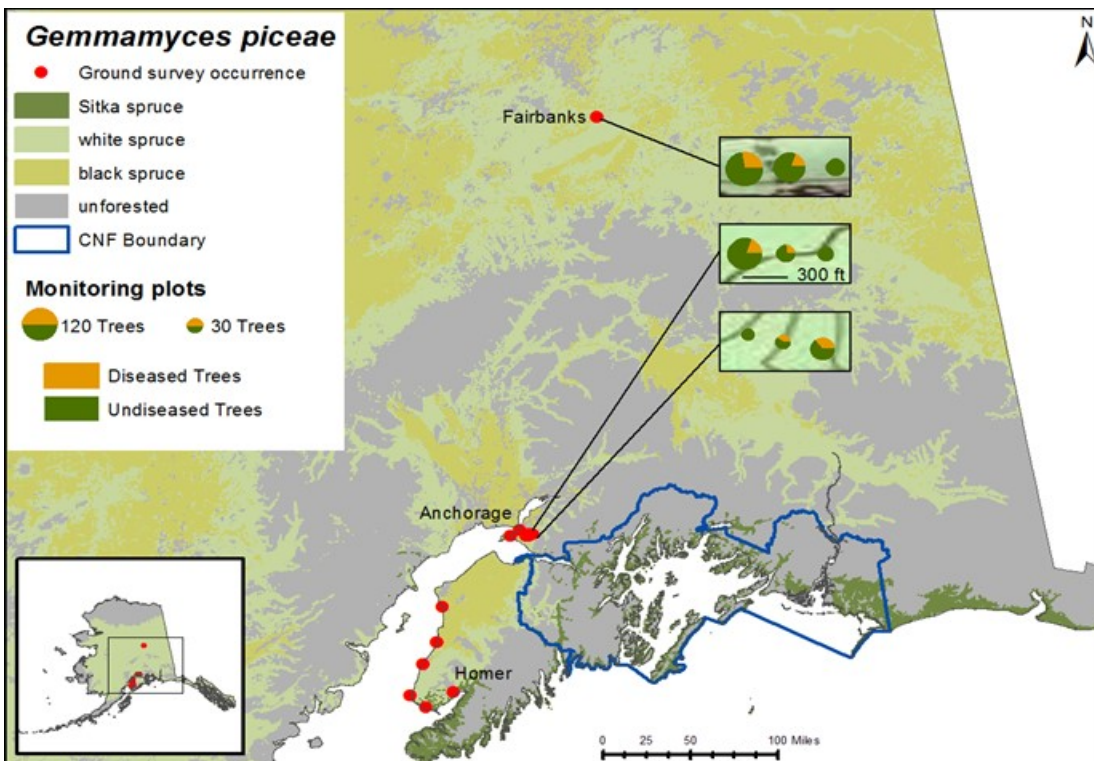 Gemmamyces piceae
Ground survey occurrence
Sitka spruce
white spruce
black spruce
unforested
CNF Boundary
Monitoring plots
120 Trees 30 Trees
Diseased Trees
Undiseased Trees
N
Fairbanks
300 ft
Anchorage
Homer
0 25 50 100 Miles